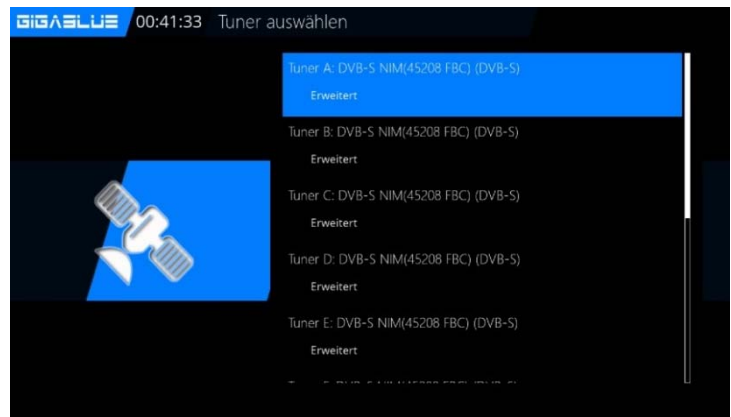 GIGABLUE 00:41:33 Tuner auswählen
Tuner A: DVB-S NIM(45208 FBC) (DVB-S)
Erweitert
Tuner B: DVB-S NIM(45208 FBC) (DVB-S)
Erweitert
Tuner C: DVB-S NIM(45208 FBC) (DVB-S)
Erweitert
Tuner D: DVB-S NIM(45208 FBC) (DVB-S)
Erweitert
Tuner E: DVB-S NIM(45208 FBC) (DVB-S)
Erweitert